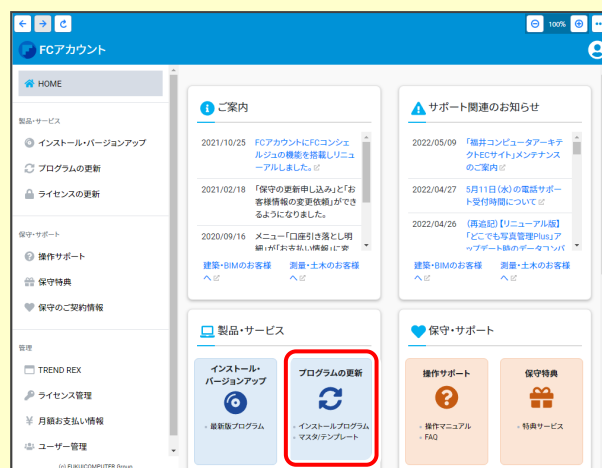 100%
FCアカウント
HOME
製品・サービス
インストール・バージョンアップ
プログラムの更新
ライセンスの更新
保守・サポート
操作サポート
保守特典
保守のご契約情報
管理
TREND REX
ライセンス管理
月額お支払い情報
ユーザー管理
(c) FUKUICOMPUTER Group
ご案内
2021/10/25 FCアカウントにFCコンシェ
ルジュの機能を搭載しリニュ
ーアルしました。
2021/02/18 「保守の更新申し込み」と「お
客様情報の変更依頼」ができ
るようになりました。
2020/09/16 メニュー「口座引き落とし明
細」が「お支払い情報」に変
建築・BIMのお客様
へ
測量・土木のお客様
へ
サポート関連のお知らせ
2022/05/09 「福井コンピュータアーキテ
クトECサイト」メンテナンス
のご案内
2022/04/27 5月11日(水)の電話サポー
ト受付時間について
2022/04/26 (再追記)【リニューアル版】
「どこでも写真管理Plus」ア
ップデート時のデータコンバ
建築・BIMのお客様
へ
測量・土木のお客様
へ
製品・サービス
インストール・
バージョンアップ
最新版プログラム
プログラムの更新
インストールプログラム
マスタ/テンプレート
保守・サポート
操作サポート
操作マニュアル
FAQ
保守特典
特典サービス